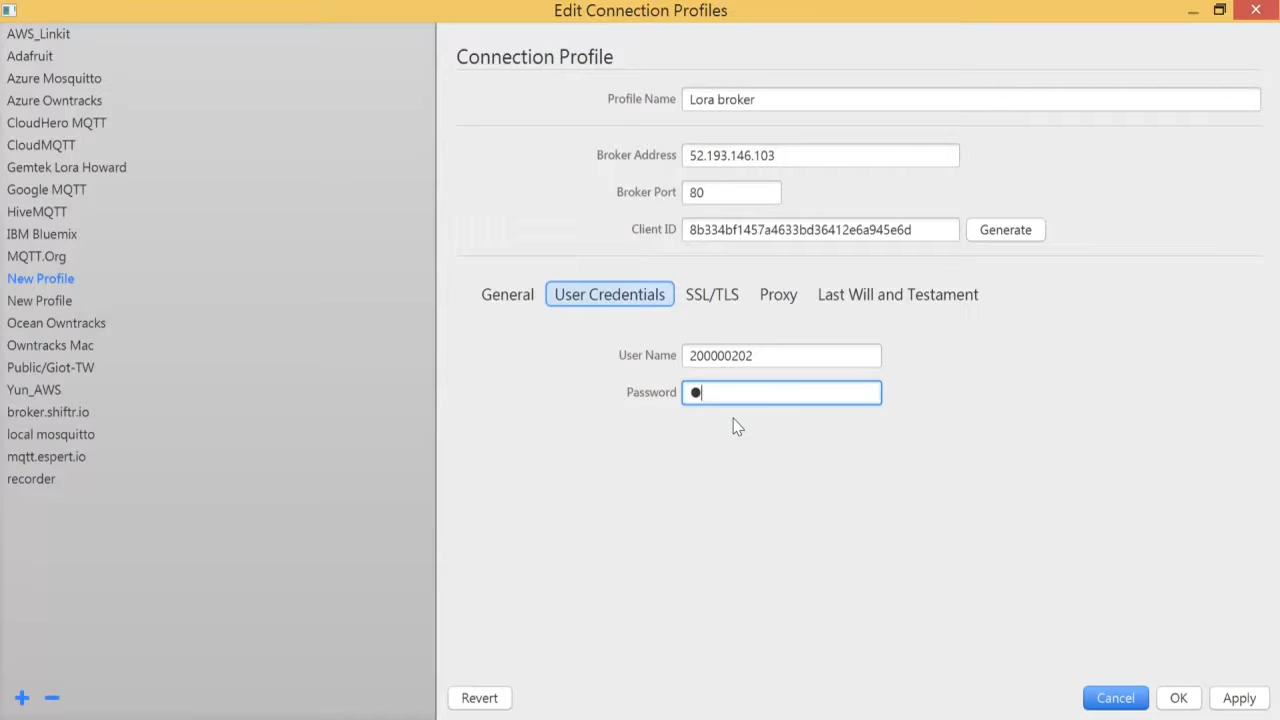 Edit Connection Profiles
AWS_Linkit
Adafruit
Azure Mosquitto
Azure Owntracks
CloudHero MQTT
CloudMQTT
Gemtek Lora Howard
Google MQTT
HiveMQTT
IBM Bluemix
MQTT.Org
New Profile
New Profile
Ocean Owntracks
Owntracks Mac
Public/Giot-TW
Yun_AWS
broker.shiftr.io
local mosquitto
mqtt.espert.io
recorder
Connection Profile
Profile Name Lora broker
Broker Address 52.193.146.103
Broker Port 80
Client ID 8b334bf1457a4633bd36412e6a945e6d Generate
General User Credentials SSL/TLS Proxy Last Will and Testament
User Name 200000202
Password ●
Revert Cancel OK Apply